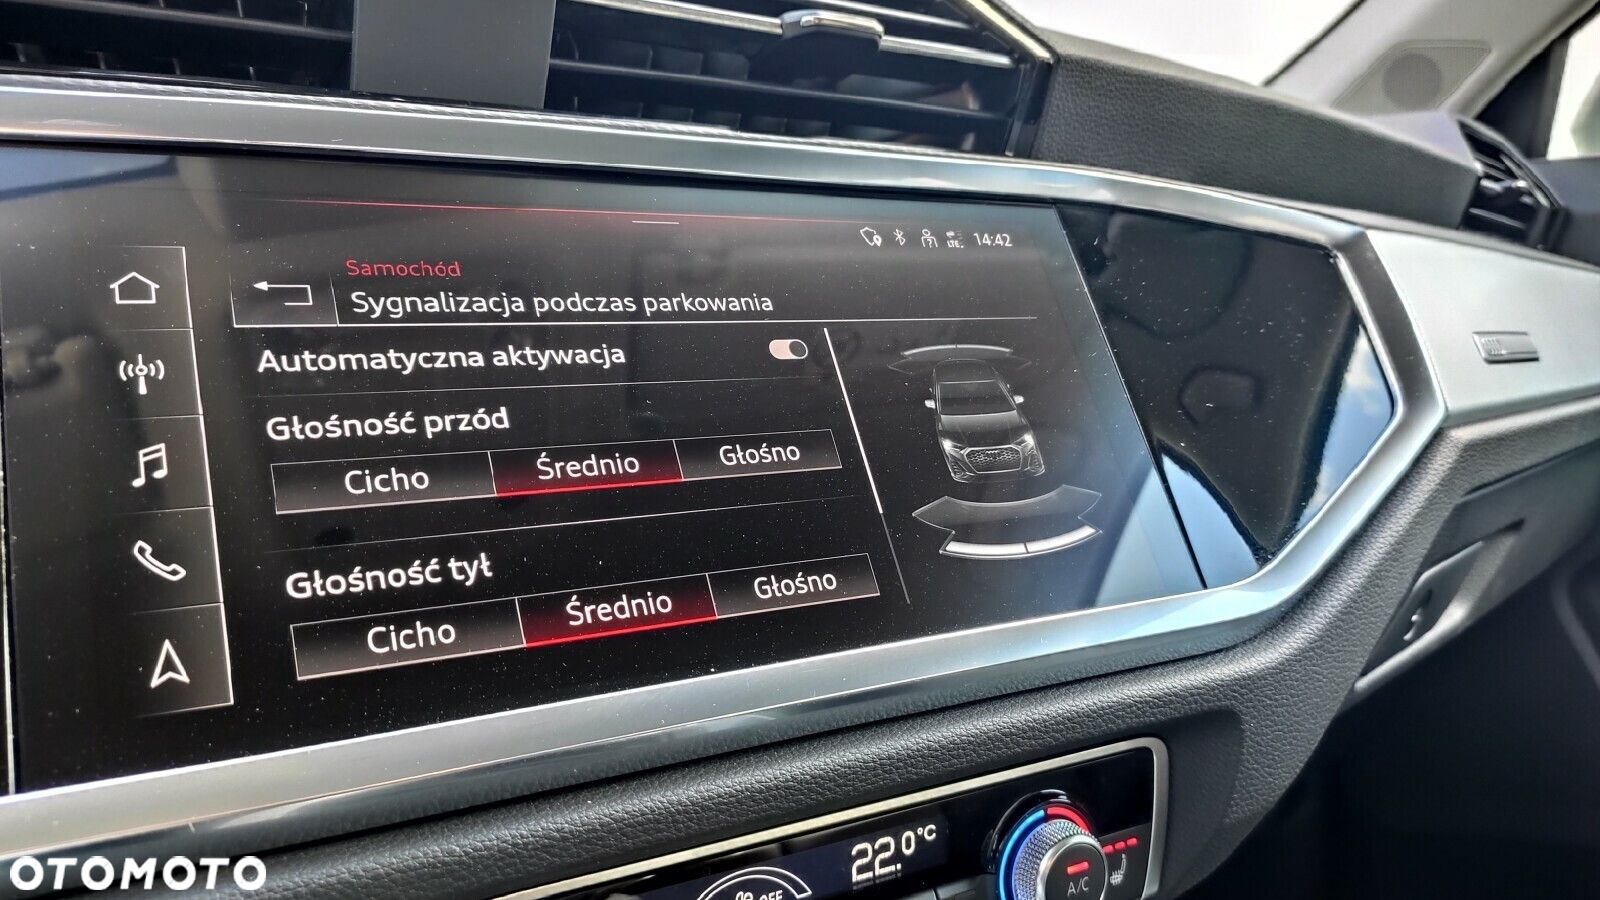 LTE
14:42
Samochód
Sygnalizacja podczas parkowania
Automatyczna aktywacja
Głośność przód
Cicho Średnio Głośno
Głośność tył
Cicho Średnio Głośno
22.0°C
OFF
A/C
OTOMOTO